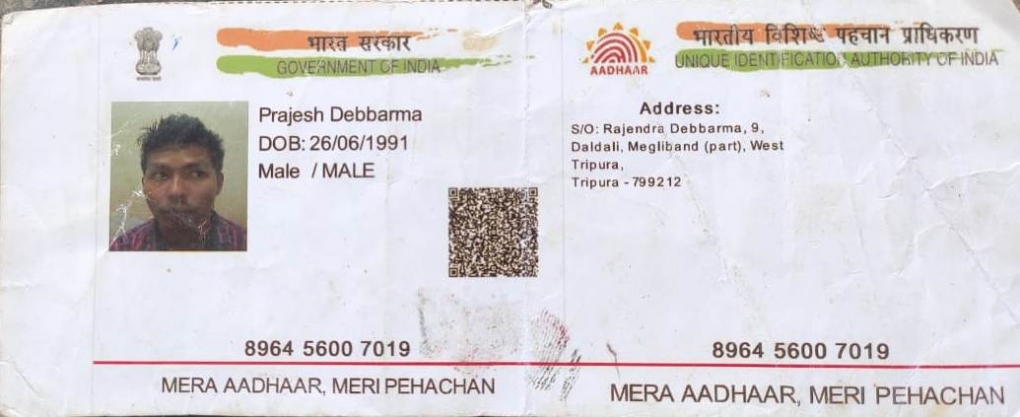 भारत सरकार
GOVERNMENT OF INDIA
Prajesh Debbarma
DOB: 26/06/1991
Male / MALE
8964 5600 7019
MERA AADHAAR, MERI PEHACHAN
AADHAAR
भारतीय विशिष्ट पहचान प्राधिकरण
UNIQUE IDENTIFICATION AUTHORITY OF INDIA
Address:
S/O: Rajendra Debbarma, 9,
Daldali, Megliband (part), West
Tripura,
Tripura - 799212
8964 5600 7019
MERA AADHAAR, MERI PEHACHAN